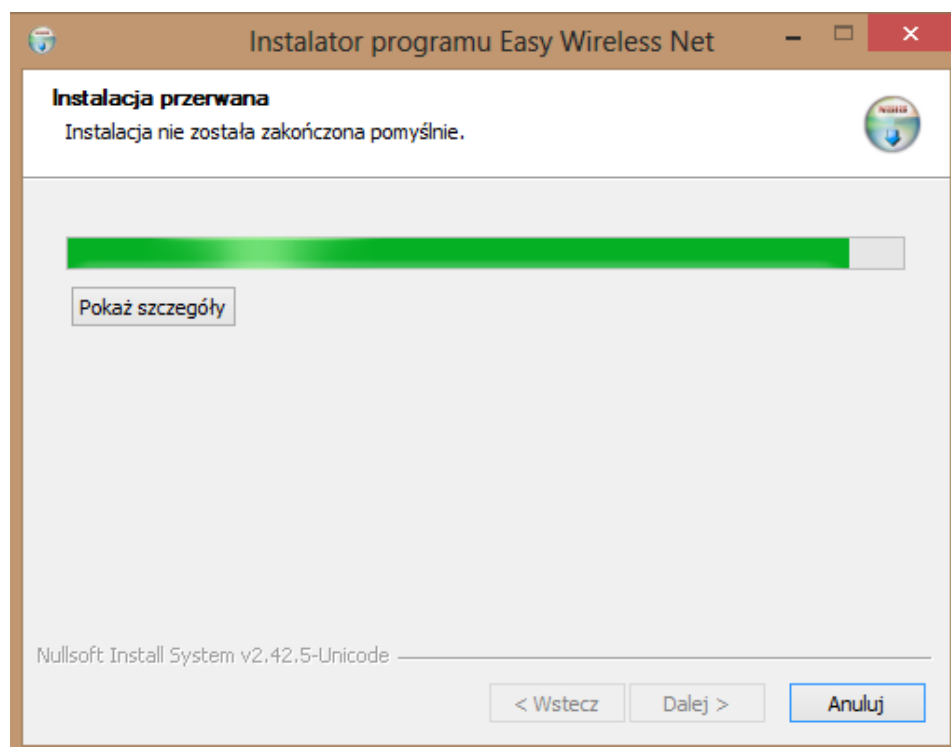 Instalator programu Easy Wireless Net
Instalacja przerwana
Instalacja nie została zakończona pomyślnie.
Pokaż szczegóły
Nullsoft Install System v2.42.5-Unicode
< Wstecz
Dalej >
Anuluj